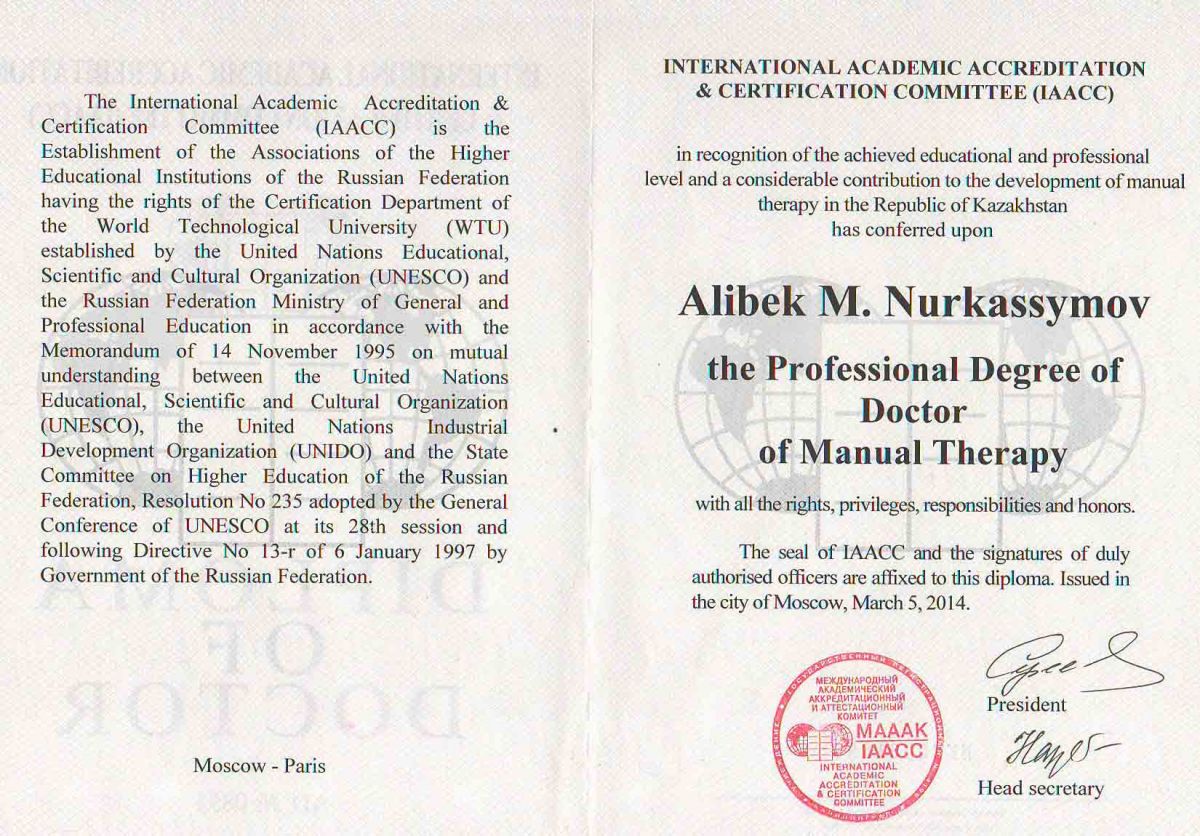 The International Academic Accreditation &
Certification Committee (IAACC) is the
Establishment of the Associations of the Higher
Educational Institutions of the Russian Federation
having the rights of the Certification Department of
the World Technological University (WTU)
established by the United Nations Educational,
Scientific and Cultural Organization (UNESCO) and
the Russian Federation Ministry of General and
Professional Education in accordance with the
Memorandum of 14 November 1995 on mutual
understanding between the United Nations
Educational, Scientific and Cultural Organization
(UNESCO), the United Nations Industrial
Development Organization (UNIDO) and the State
Committee on Higher Education of the Russian
Federation, Resolution No 235 adopted by the General
Conference of UNESCO at its 28th session and
following Directive No 13-r of 6 January 1997 by
Government of the Russian Federation.
Moscow - Paris
INTERNATIONAL ACADEMIC ACCREDITATION
& CERTIFICATION COMMITTEE (IAACC)
in recognition of the achieved educational and professional
level and a considerable contribution to the development of manual
therapy in the Republic of Kazakhstan
has conferred upon
Alibek M. Nurkassymov
the Professional Degree of
Doctor
of Manual Therapy
with all the rights, privileges, responsibilities and honors.
The seal of IAACC and the signatures of duly
authorised officers are affixed to this diploma. Issued in
the city of Moscow, March 5, 2014.
President
Head secretary
МЕЖДУНАРОДНЫЙ
АКАДЕМИЧЕСКИЙ
АККРЕДИТАЦИОННЫЙ
И АТТЕСТАЦИОННЫЙ
КОМИТЕТ
МАААК
IAACC
INTERNATIONAL
ACADEMIC
ACCREDITATION
& CERTIFICATION
COMMITTEE
DIPLOMA
OF
DOCTOR